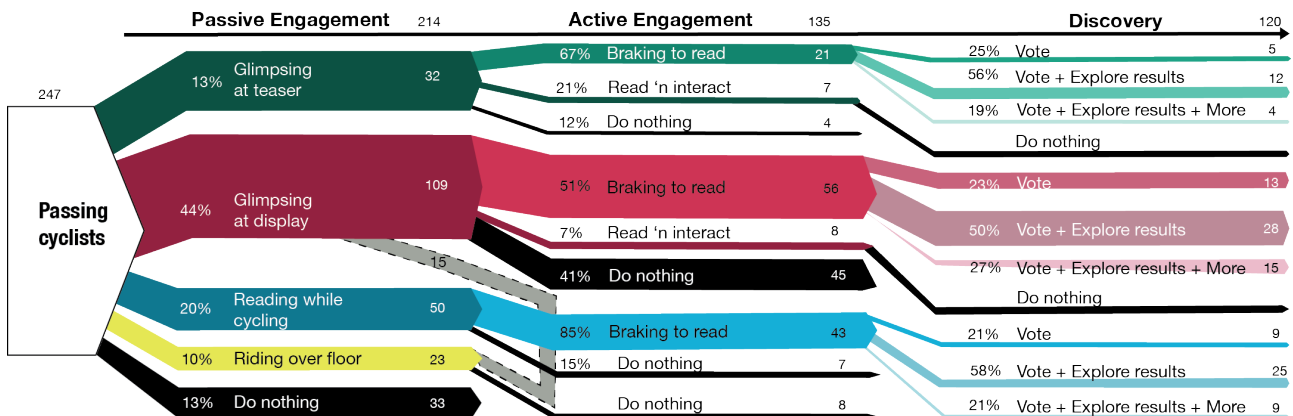 Passive Engagement 214 Active Engagement 135 Discovery 120
247
Passing
cyclists
13% Glimpsing
at teaser
32
44% Glimpsing
at display
109
15
20% Reading while
cycling
50
10% Riding over floor 23
13% Do nothing 33
67% Braking to read 21
21% Read 'n interact 7
12% Do nothing 4
51% Braking to read 56
7% Read 'n interact 8
41% Do nothing 45
85% Braking to read 43
15% Do nothing 7
Do nothing 8
25% Vote 5
56% Vote + Explore results 12
19% Vote + Explore results + More 4
Do nothing
23% Vote 13
50% Vote + Explore results 28
27% Vote + Explore results + More 15
Do nothing
21% Vote 9
58% Vote + Explore results 25
21% Vote + Explore results + More 9